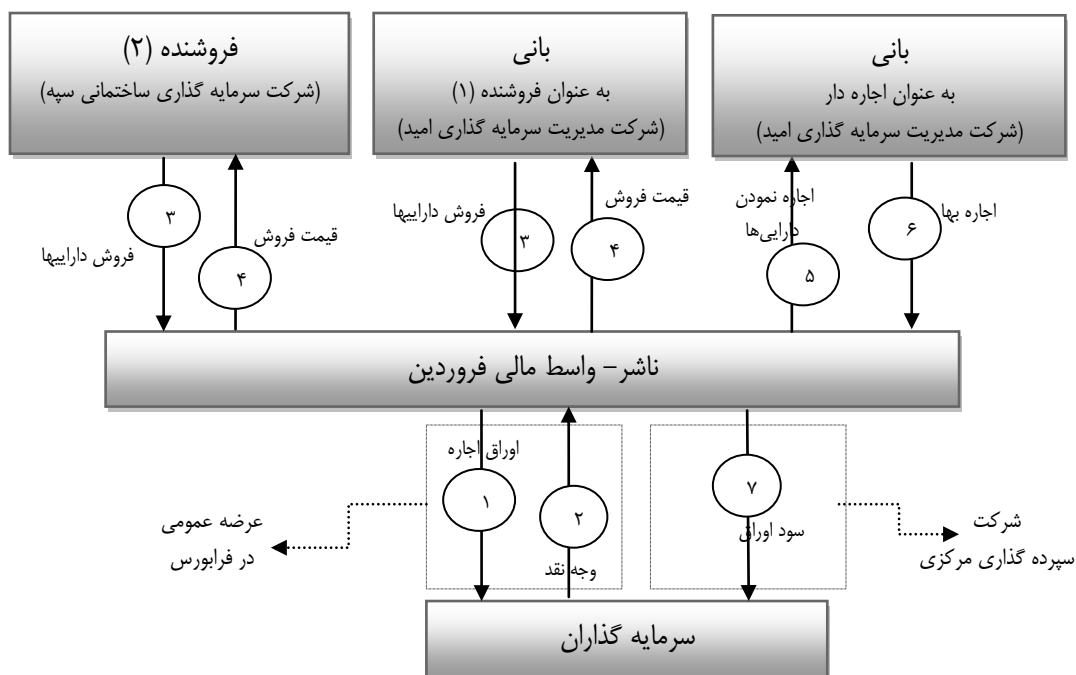 بانی
به عنوان اجاره دار
(شرکت مدیریت سرمایه گذاری امید)
بانی
به عنوان فروشنده (۱)
(شرکت مدیریت سرمایه گذاری امید)
فروشنده (۲)
(شرکت سرمایه گذاری ساختمانی سپه)
اجاره بها
۶
اجاره نمودن
دارایی‌ها
۵
قیمت فروش
۴
فروش داراییها
۳
قیمت فروش
۴
۳
فروش داراییها
ناشر– واسط مالی فروردین
شرکت
سپرده گذاری مرکزی
۷
سود اوراق
اوراق اجاره
۱
۲
وجه نقد
عرضه عمومی
در فرابورس
سرمایه گذاران